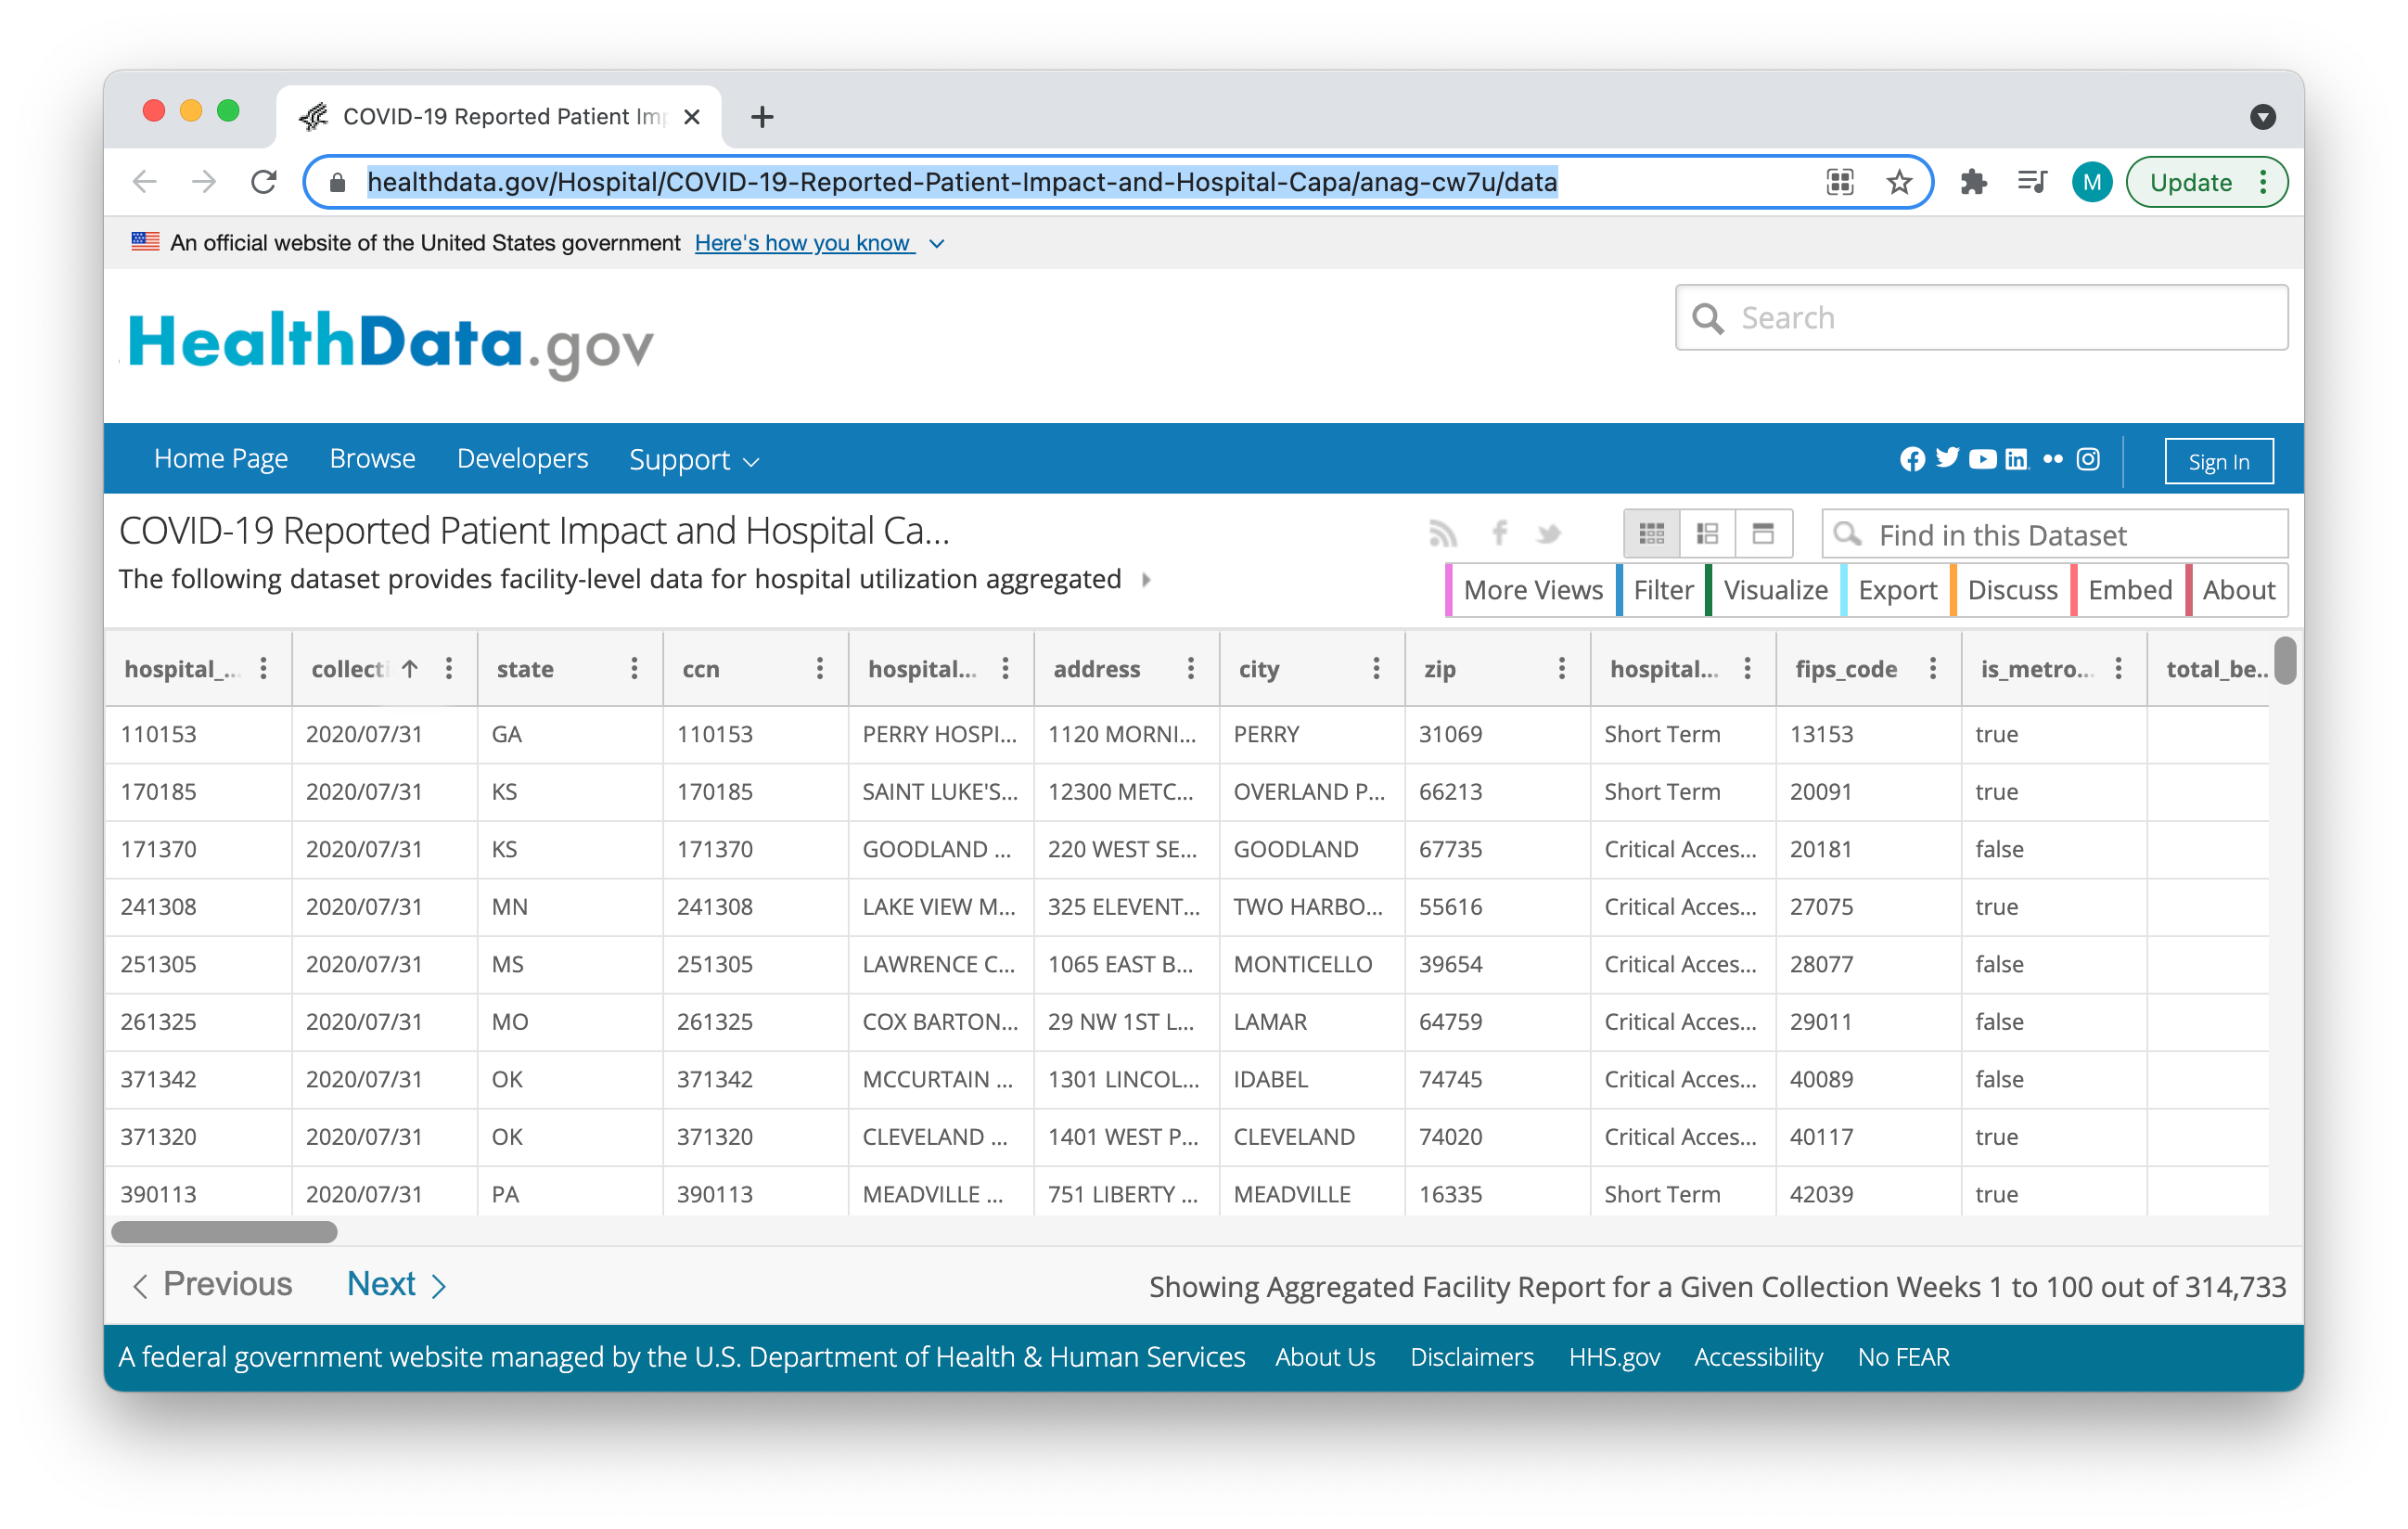 COVID-19 Reported Patient Im
healthdata.gov/Hospital/COVID-19-Reported-Patient-Impact-and-Hospital-Capa/anag-cw7u/data
M
Update
An official website of the United States government Here's how you know
HealthData.gov
Search
Home Page Browse Developers Support Sign In
COVID-19 Reported Patient Impact and Hospital Ca...
Find in this Dataset
The following dataset provides facility-level data for hospital utilization aggregated
More Views Filter Visualize Export Discuss Embed About
hospital_... collecti state ccn hospital... address city zip hospital... fips_code is_metro... total_be..
110153 2020/07/31 GA 110153 PERRY HOSPI... 1120 MORNI... PERRY 31069 Short Term 13153 true
170185 2020/07/31 KS 170185 SAINT LUKE'S... 12300 METC... OVERLAND P... 66213 Short Term 20091 true
171370 2020/07/31 KS 171370 GOODLAND ... 220 WEST SE... GOODLAND 67735 Critical Acces... 20181 false
241308 2020/07/31 MN 241308 LAKE VIEW M... 325 ELEVENT... TWO HARBO... 55616 Critical Acces... 27075 true
251305 2020/07/31 MS 251305 LAWRENCE C... 1065 EAST B... MONTICELLO 39654 Critical Acces... 28077 false
261325 2020/07/31 MO 261325 COX BARTON... 29 NW 1ST L... LAMAR 64759 Critical Acces... 29011 false
371342 2020/07/31 OK 371342 MCCURTAIN ... 1301 LINCOL... IDABEL 74745 Critical Acces... 40089 false
371320 2020/07/31 OK 371320 CLEVELAND ... 1401 WEST P... CLEVELAND 74020 Critical Acces... 40117 true
390113 2020/07/31 PA 390113 MEADVILLE ... 751 LIBERTY ... MEADVILLE 16335 Short Term 42039 true
Previous Next Showing Aggregated Facility Report for a Given Collection Weeks 1 to 100 out of 314,733
A federal government website managed by the U.S. Department of Health & Human Services About Us Disclaimers HHS.gov Accessibility No FEAR